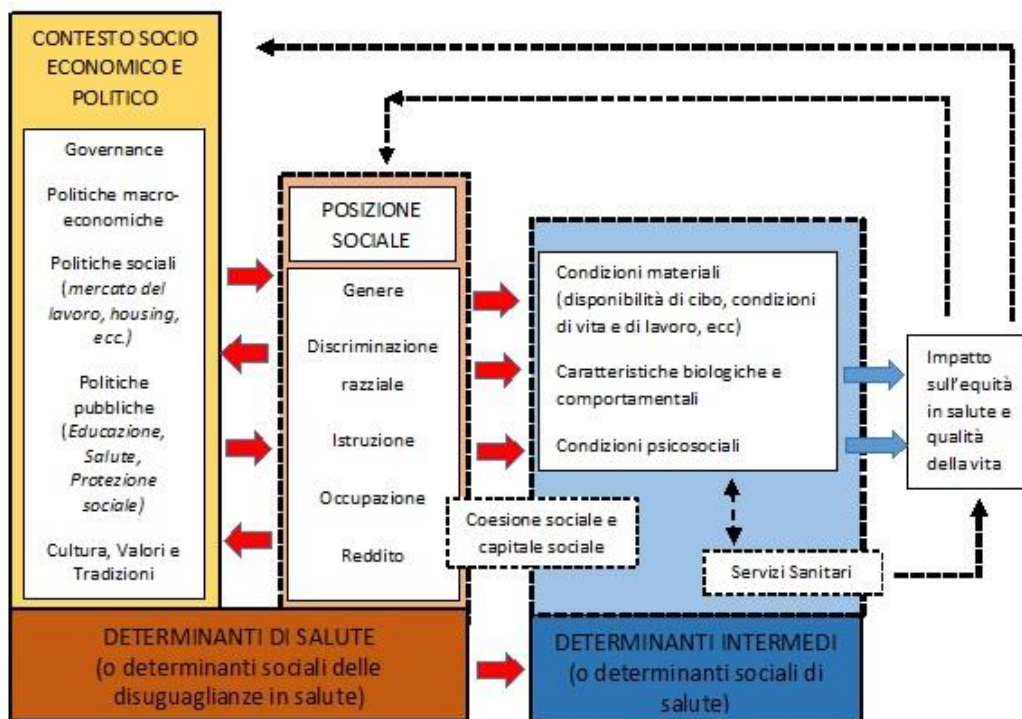 CONTESTO SOCIO
ECONOMICO E
POLITICO
Governance
Politiche macro-
economiche
Politiche sociali
(mercato del
lavoro, housing,
ecc.)
Politiche
pubbliche
(Educazione,
Salute,
Protezione
sociale)
Cultura, Valori e
Tradizioni
POSIZIONE
SOCIALE
Genere
Discriminazione
razziale
Istruzione
Occupazione
Reddito
Condizioni materiali
(disponibilità di cibo, condizioni
di vita e di lavoro, ecc)
Caratteristiche biologiche e
comportamentali
Condizioni psicosociali
Coesione sociale e
capitale sociale
Servizi Sanitari
Impatto
sull'equità
in salute e
qualità
della vita
DETERMINANTI DI SALUTE
(o determinanti sociali delle
disuguaglianze in salute)
DETERMINANTI INTERMEDI
(o determinanti sociali di
salute)